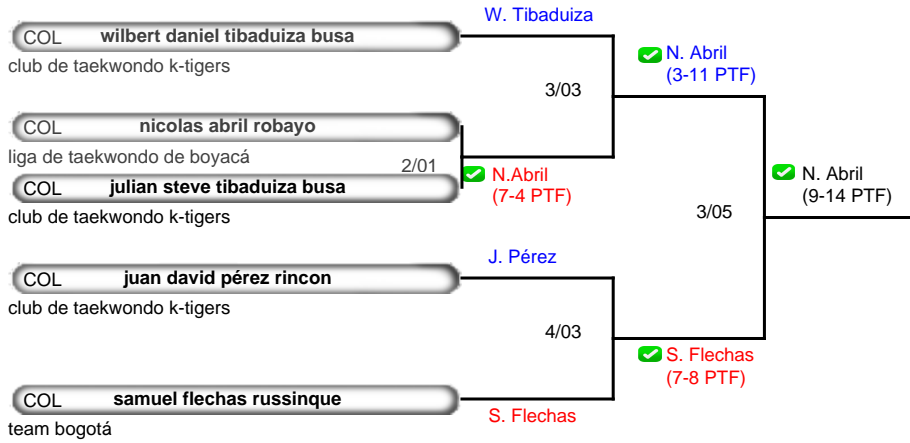 W. Tibaduiza
COL wilbert daniel tibaduiza busa
club de taekwondo k-tigers
N. Abril
(3-11 PTF)
3/03
COL nicolas abril robayo
liga de taekwondo de boyacá
2/01
COL julian steve tibaduiza busa
club de taekwondo k-tigers
N.Abril
(7-4 PTF)
N. Abril
(9-14 PTF)
3/05
J. Pérez
COL juan david pérez rincon
club de taekwondo k-tigers
4/03
S. Flechas
(7-8 PTF)
COL samuel flechas russinque
team bogotá
S. Flechas